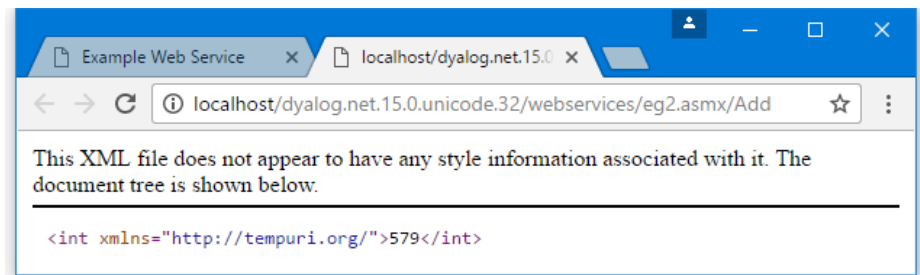 Example Web Service
localhost/dyalog.net.15.0
localhost/dyalog.net.15.0.unicode.32/webservices/eg2.asmx/Add
This XML file does not appear to have any style information associated with it. The
document tree is shown below.
<int xmlns="http://tempuri.org/">579</int>